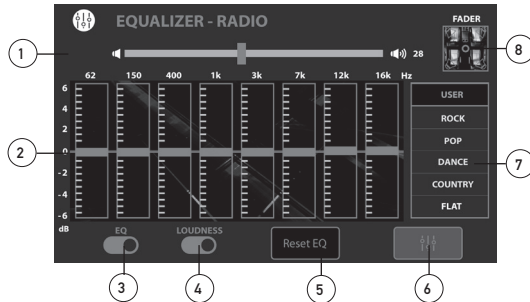 EQUALIZER - RADIO
FADER
1
28
8
62 150 400 1k 3k 7k 12k 16k Hz
6
4
2
0
-2
-4
-6
dB
2
USER
ROCK
POP
DANCE
COUNTRY
FLAT
7
EQ
LOUDNESS
Reset EQ
3
4
5
6